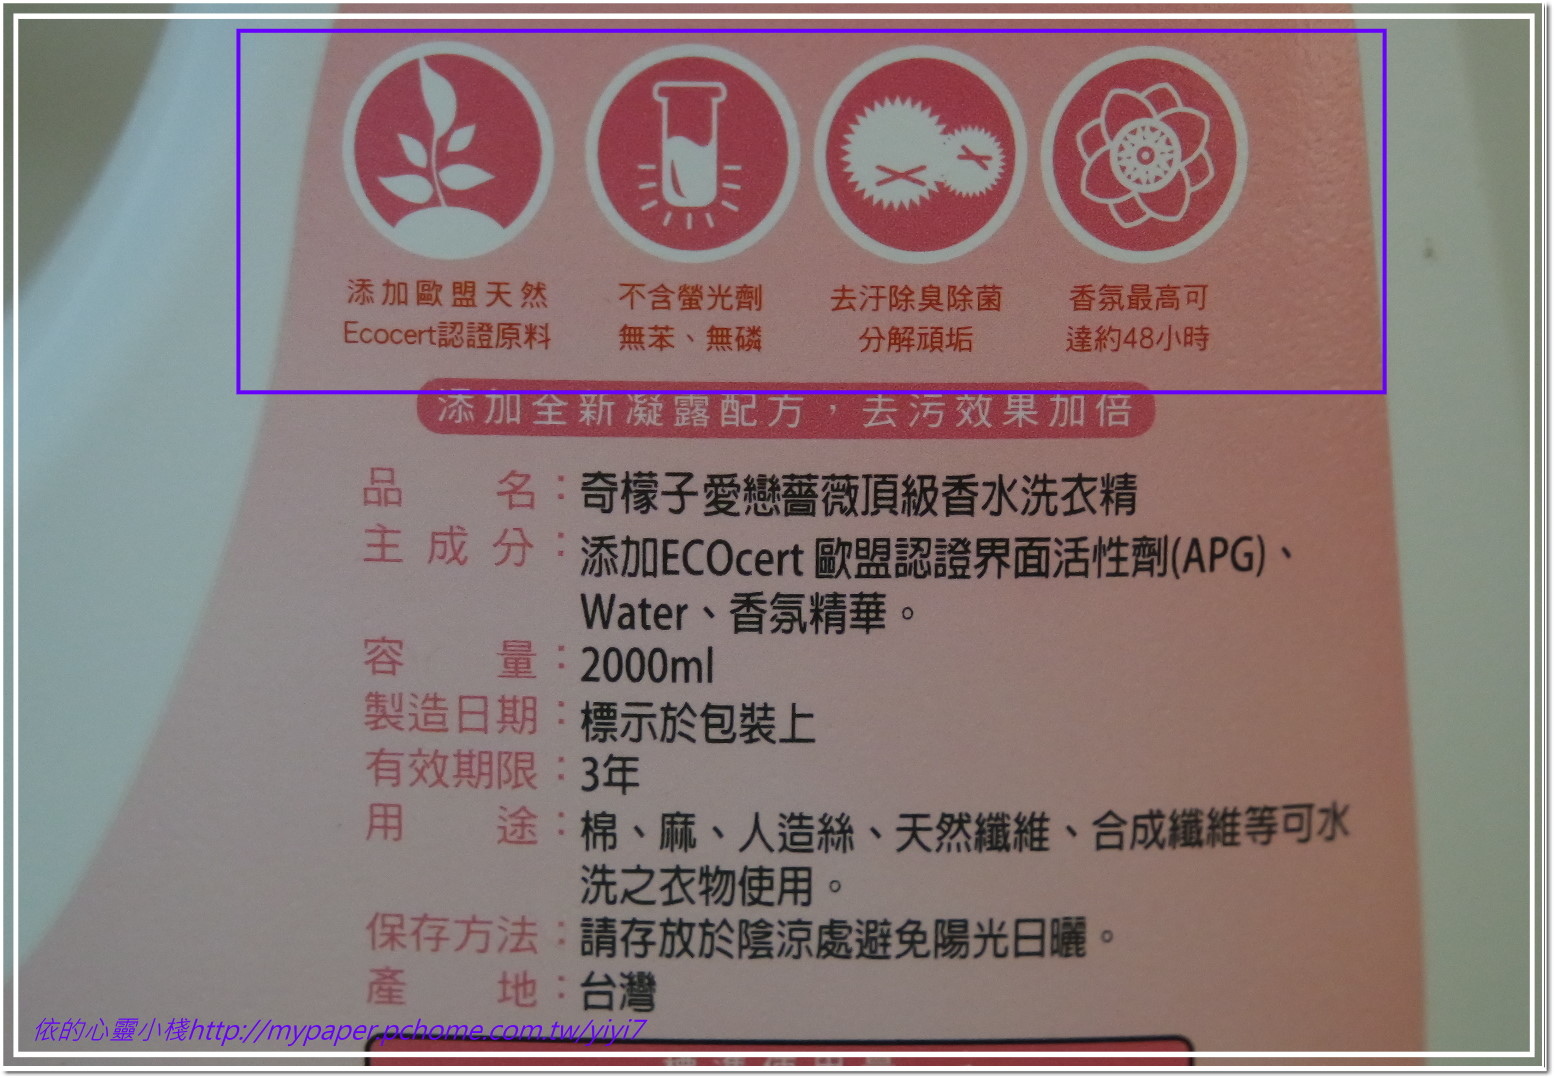 添加歐盟天然
Ecocert認證原料
不含螢光劑
無苯、無磷
去汙除臭除菌
分解頑垢
香氛最高可
達約48小時
添加全新凝露配方，去污效果加倍
品名：奇檬子愛戀薔薇頂級香水洗衣精
主成分：添加ECOcert 歐盟認證界面活性劑(APG)、
Water、香氛精華。
容量：2000ml
製造日期：標示於包裝上
有效期限：3年
用途：棉、麻、人造絲、天然纖維、合成纖維等可水
洗之衣物使用。
保存方法：請存放於陰涼處避免陽光日曬。
產地：台灣
依的心靈小棧http://mypaper.pchome.com.tw/yiyi7